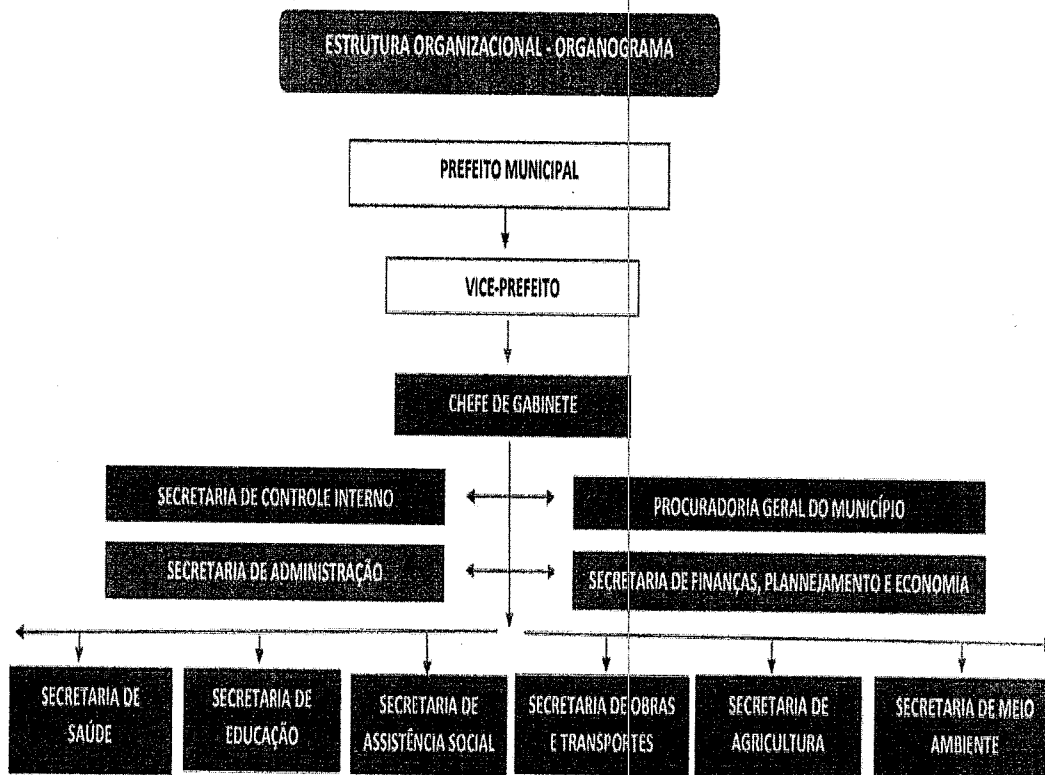 ESTRUTURA ORGANIZACIONAL - ORGANOGRAMA
PREFEITO MUNICIPAL
VICE-PREFEITO
CHEFE DE GABINETE
SECRETARIA DE CONTROLE INTERNO
PROCURADORIA GERAL DO MUNICÍPIO
SECRETARIA DE ADMINISTRAÇÃO
SECRETARIA DE FINANÇAS, PLANNEJAMENTO E ECONOMIA
SECRETARIA DE
SAÚDE
SECRETARIA DE
EDUCAÇÃO
SECRETARIA DE
ASSISTÊNCIA SOCIAL
SECRETARIA DE OBRAS
E TRANSPORTES
SECRETARIA DE
AGRICULTURA
SECRETARIA DE MEIO
AMBIENTE